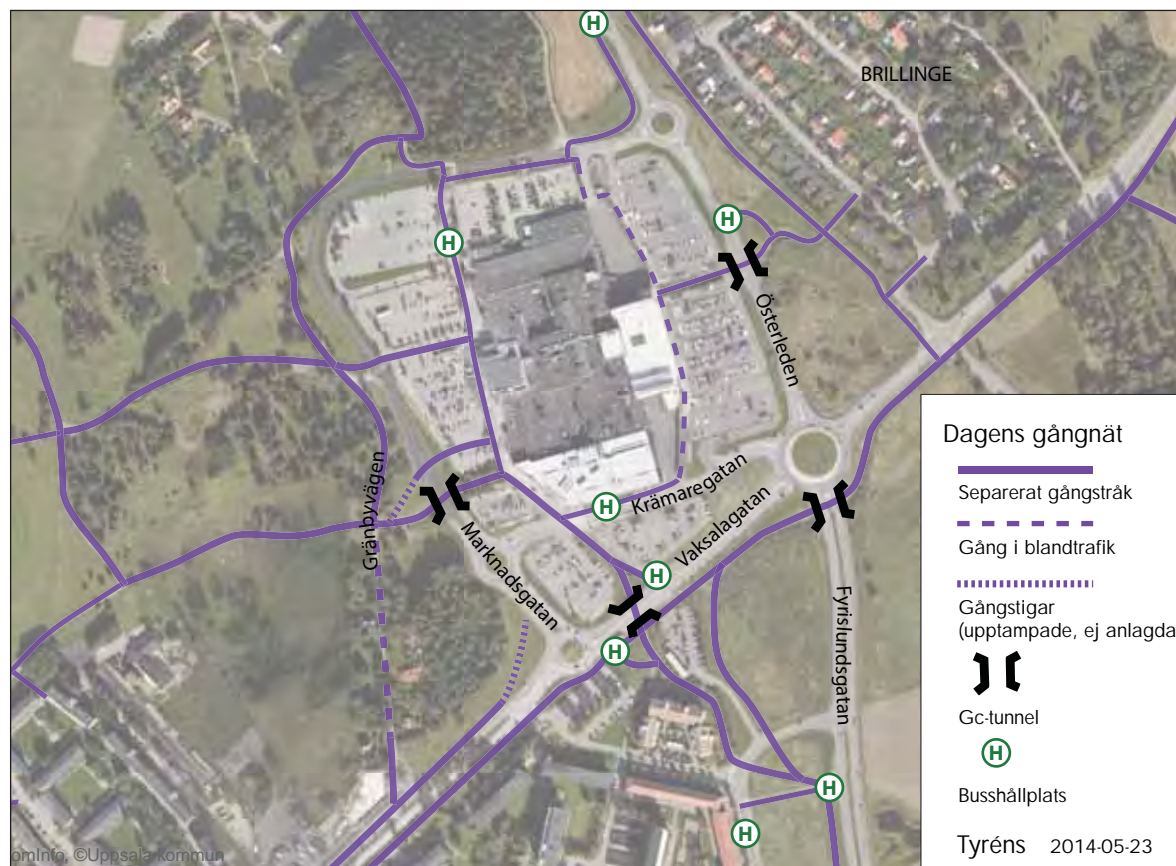 H
BRILLINGE
H
H
Österleden
Gränbyvägen
Krämaregatan
H
Vaksalagatan
Marknadsgatan
H
H
Fyrislundsgatan
H
H
Dagens gångnät
Separerat gångstråk
Gång i blandtrafik
Gångstigar
(upptampade, ej anlagda
Gc-tunnel
H
Busshållplats
Tyréns 2014-05-23
omInfo, ©Uppsala kommun